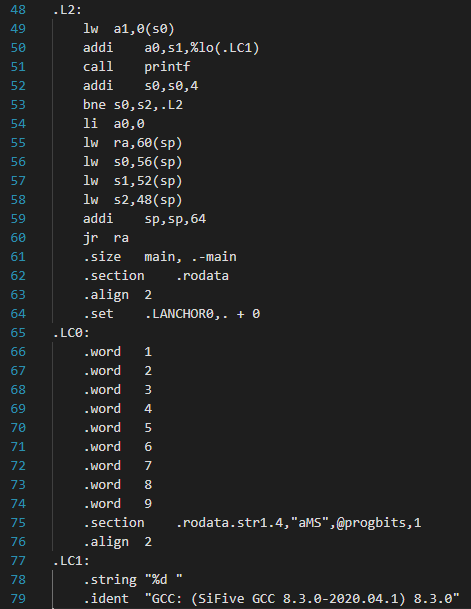 48 .L2:
49 lw a1,0(s0)
50 addi a0,s1,%lo(.LC1)
51 call printf
52 addi s0,s0,4
53 bne s0,s2,.L2
54 li a0,0
55 lw ra,60(sp)
56 lw s0,56(sp)
57 lw s1,52(sp)
58 lw s2,48(sp)
59 addi sp,sp,64
60 jr ra
61 .size main, .-main
62 .section .rodata
63 .align 2
64 .set .LANCHOR0,. + 0
65 .LC0:
66 .word 1
67 .word 2
68 .word 3
69 .word 4
70 .word 5
71 .word 6
72 .word 7
73 .word 8
74 .word 9
75 .section .rodata.str1.4,"aMS",@progbits,1
76 .align 2
77 .LC1:
78 .string "%d "
79 .ident "GCC: (SiFive GCC 8.3.0-2020.04.1) 8.3.0"